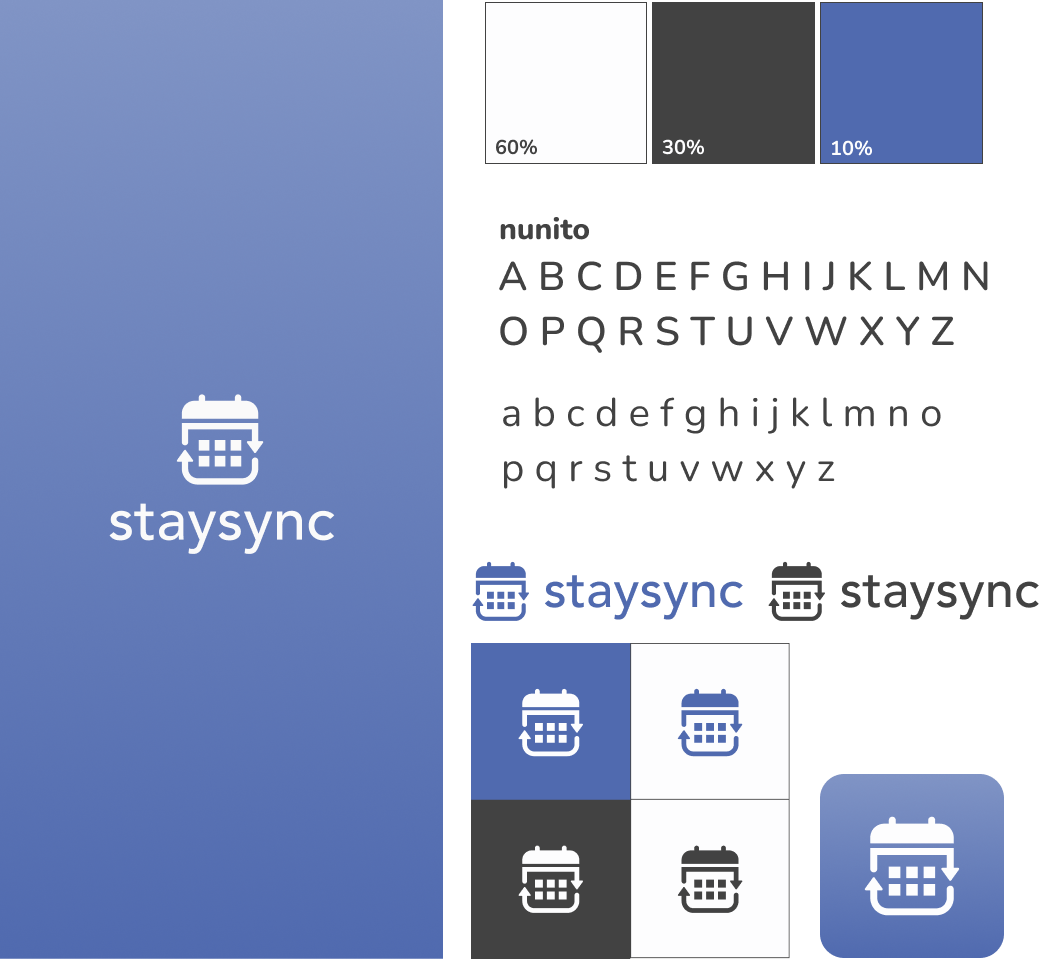 staysync
60%
30%
10%
nunito
A B C D E F G H I J K L M N
O P Q R S T U V W X Y Z
a b c d e f g h i j k l m n o
p q r s t u v w x y z
staysync
staysync